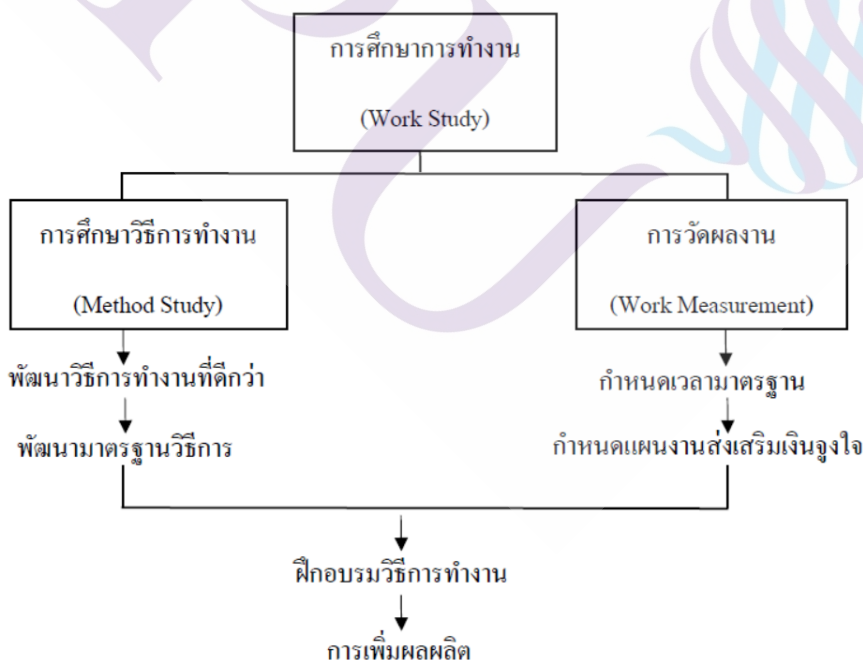 การศึกษาการทำงาน
(Work Study)
การศึกษาวิธีการทำงาน
(Method Study)
การวัดผลงาน
(Work Measurement)
พัฒนาวิธีการทำงานที่ดีกว่า
กำหนดเวลามาตรฐาน
พัฒนามาตรฐานวิธีการ
กำหนดแผนงานส่งเสริมเงินจูงใจ
ฝึกอบรมวิธีการทำงาน
การเพิ่มผลผลิต